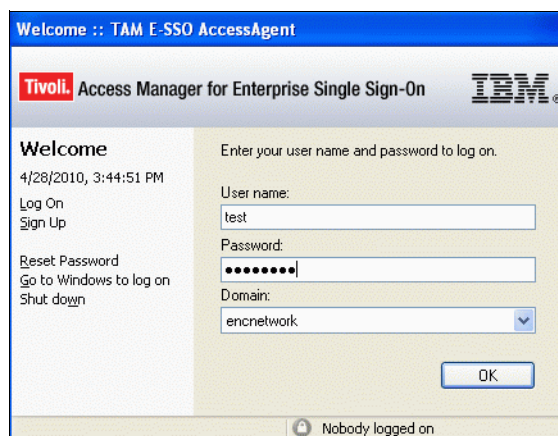 Welcome :: TAM E-SSO AccessAgent
Tivoli. Access Manager for Enterprise Single Sign-On
IBM®
Welcome
4/28/2010, 3:44:51 PM
Log On
Sign Up
Reset Password
Go to Windows to log on
Shut down
Enter your user name and password to log on.
User name:
test
Password:
●●●●●●●●
Domain:
encnetwork
OK
Nobody logged on